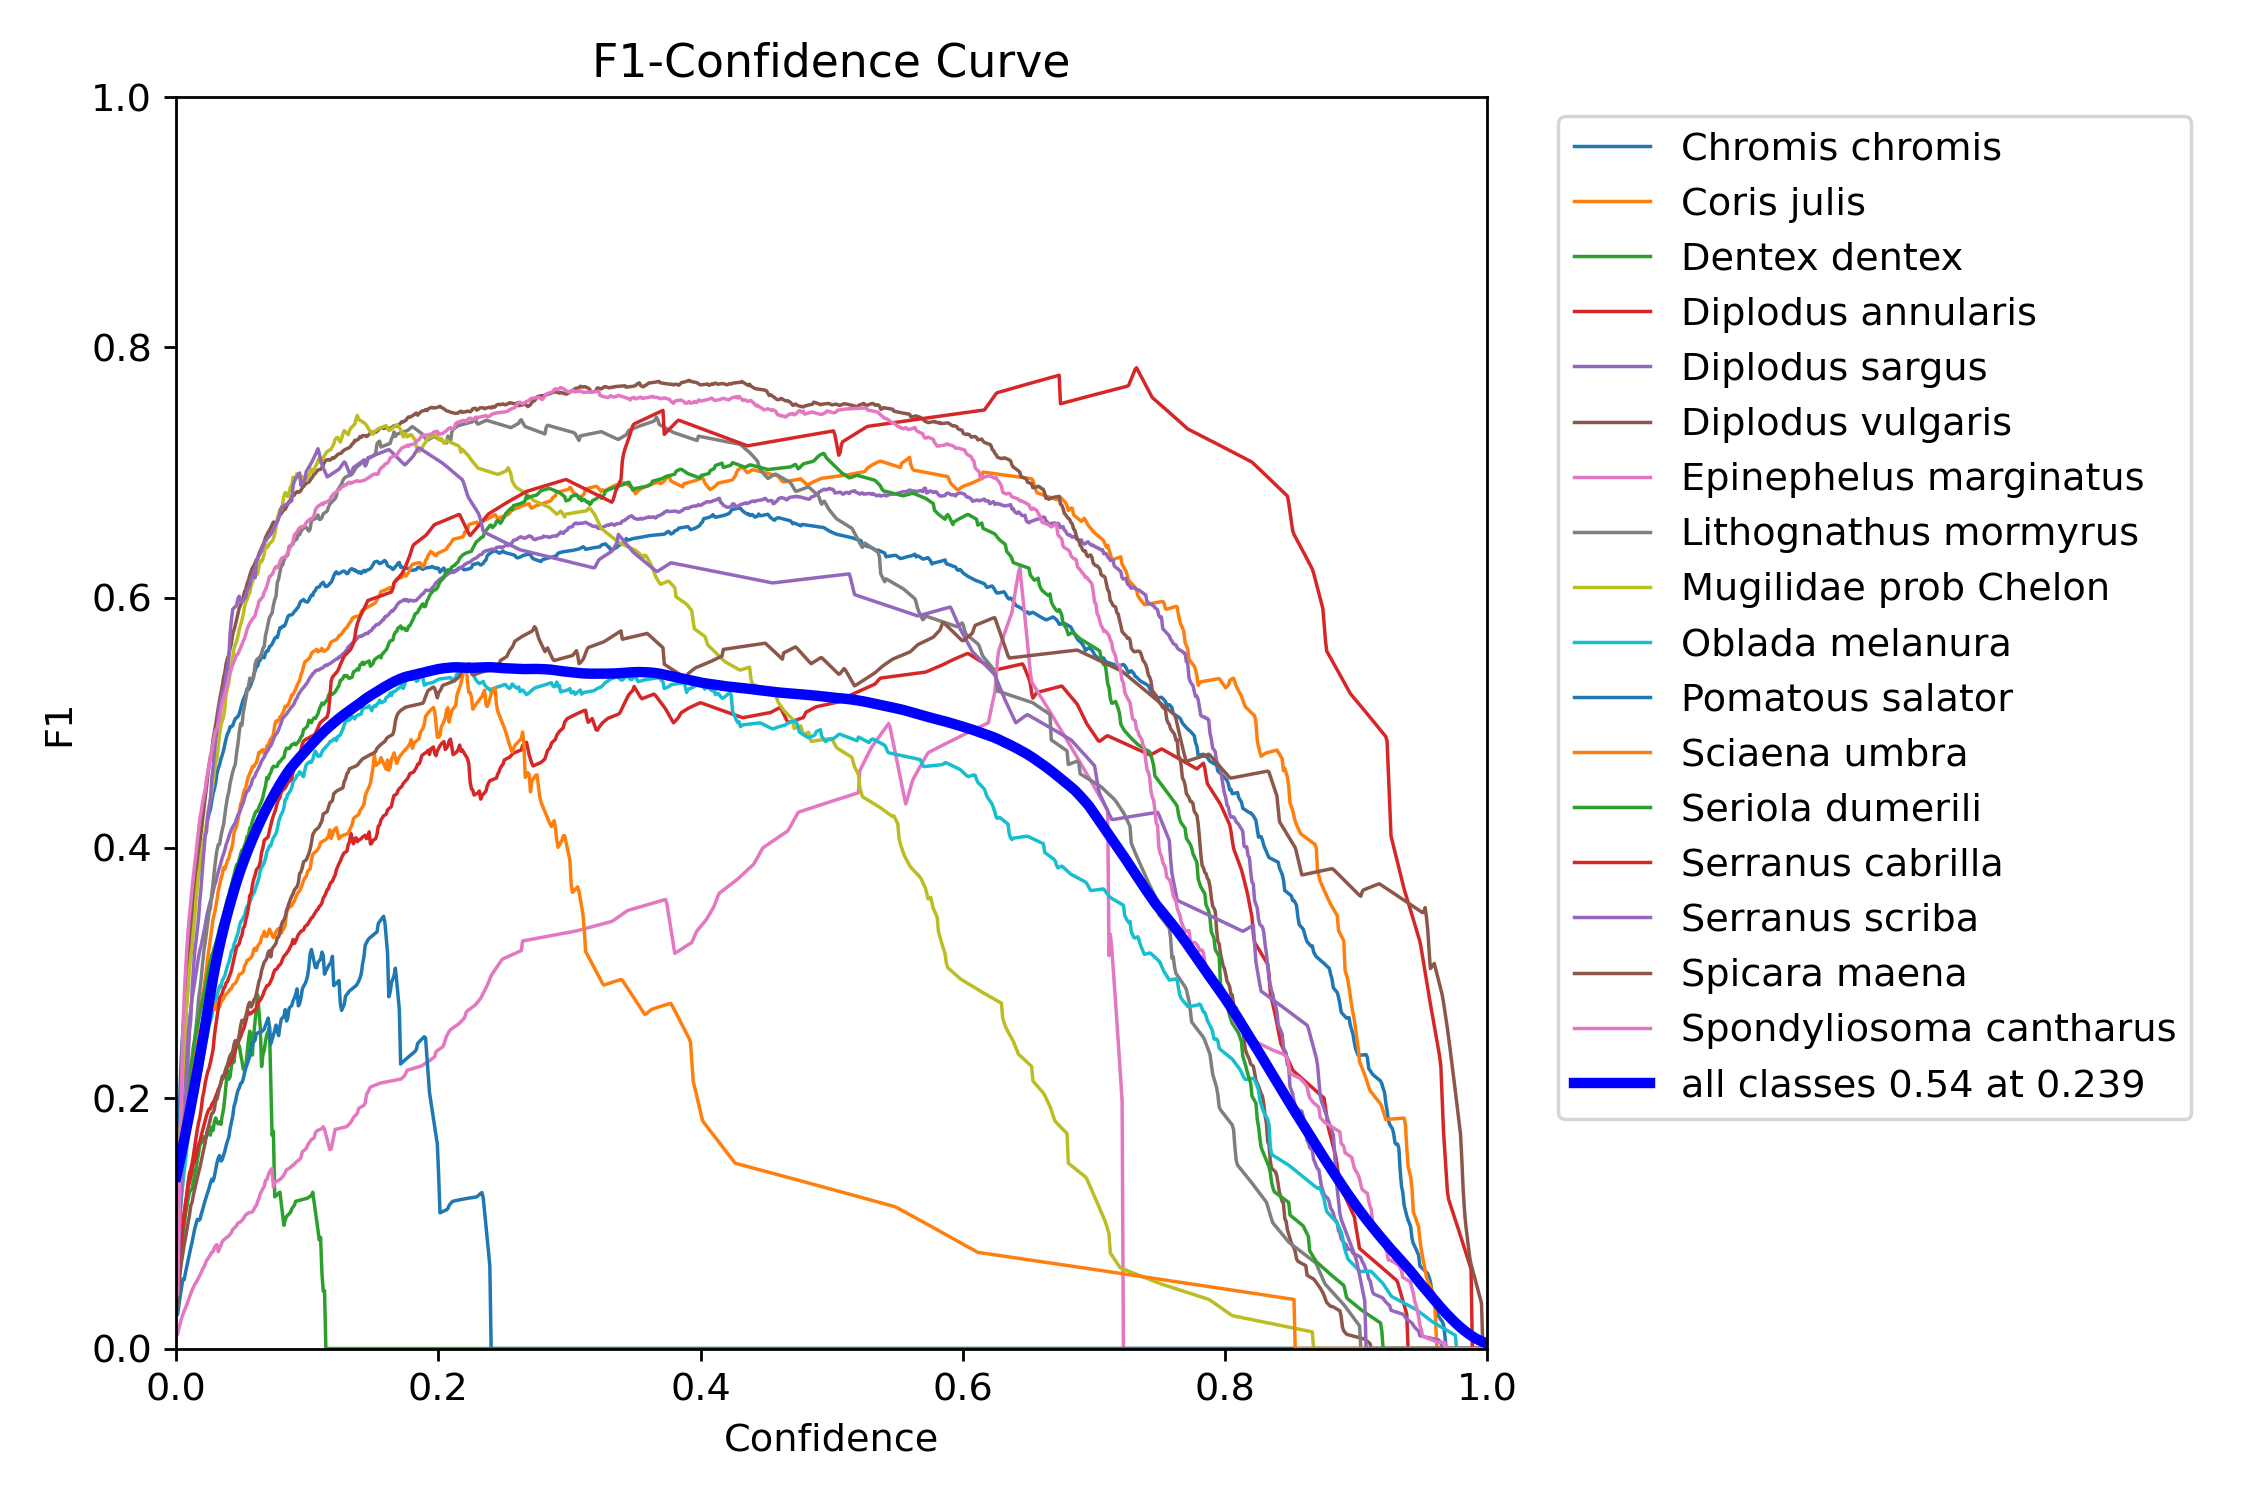 F1-Confidence Curve
1.0
0.8
0.6
0.4
0.2
0.0
F1
0.0 0.2 0.4 0.6 0.8 1.0
Confidence
Chromis chromis
Coris julis
Dentex dentex
Diplodus annularis
Diplodus sargus
Diplodus vulgaris
Epinephelus marginatus
Lithognathus mormyrus
Mugilidae prob Chelon
Oblada melanura
Pomatous salator
Sciaena umbra
Seriola dumerili
Serranus cabrilla
Serranus scriba
Spicara maena
Spondyliosoma cantharus
all classes 0.54 at 0.239